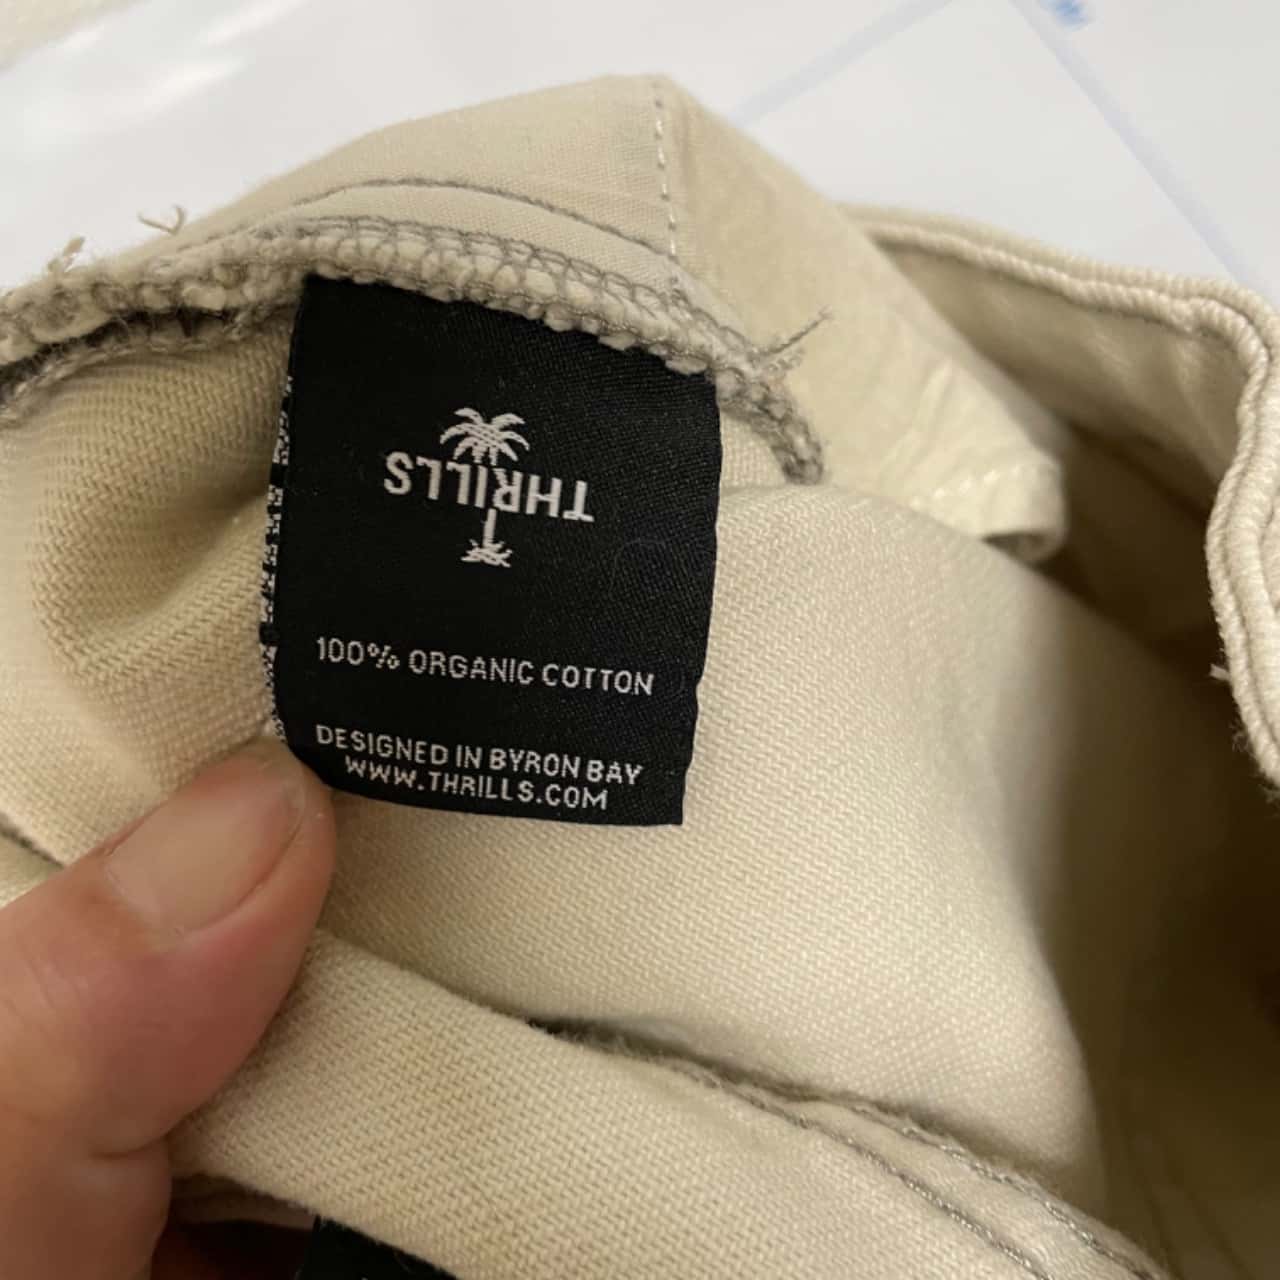 THRILLS
100% ORGANIC COTTON
DESIGNED IN BYRON BAY
WWW.THRILLS.COM